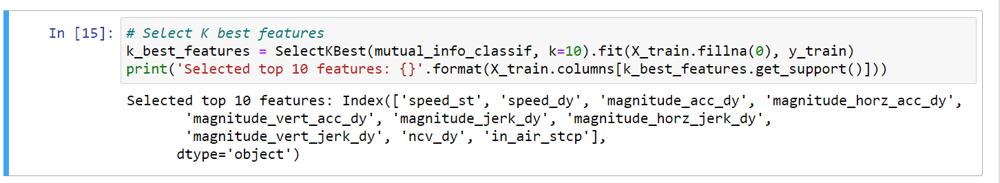 In [15]: # Select K best features
k_best_features = SelectKBest(mutual_info_classif, k=10).fit(X_train.fillna(0), y_train)
print('Selected top 10 features: {}'.format(X_train.columns[k_best_features.get_support()]))
Selected top 10 features: Index(['speed_st', 'speed_dy', 'magnitude_acc_dy', 'magnitude_horz_acc_dy',
'magnitude_vert_acc_dy', 'magnitude_jerk_dy', 'magnitude_horz_jerk_dy',
'magnitude_vert_jerk_dy', 'ncv_dy', 'in_air_stcp'],
dtype='object')